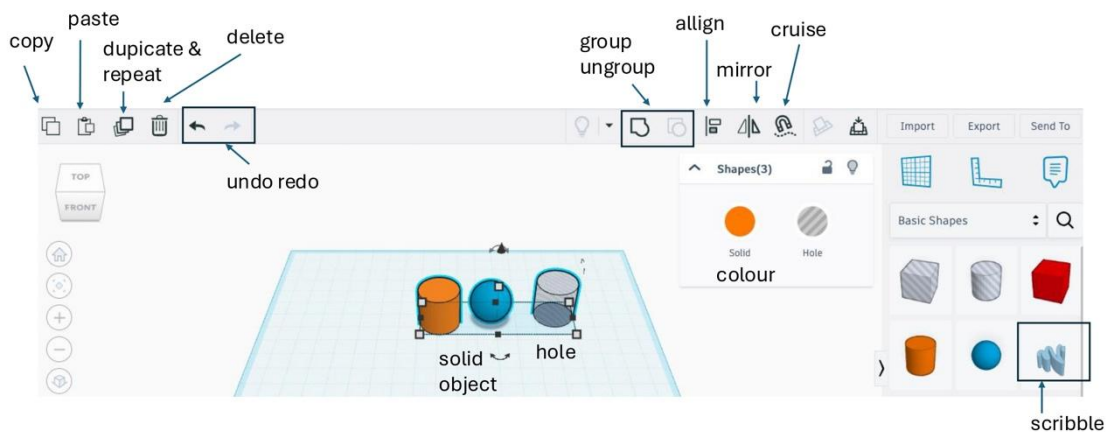 paste
copy
dupicate &
repeat
delete
group
ungroup
allign
mirror
cruise
Import
Export
Send To
undo redo
TOP
FRONT
Shapes(3)
Solid
Hole
colour
Basic Shapes
solid
object
hole
scribble